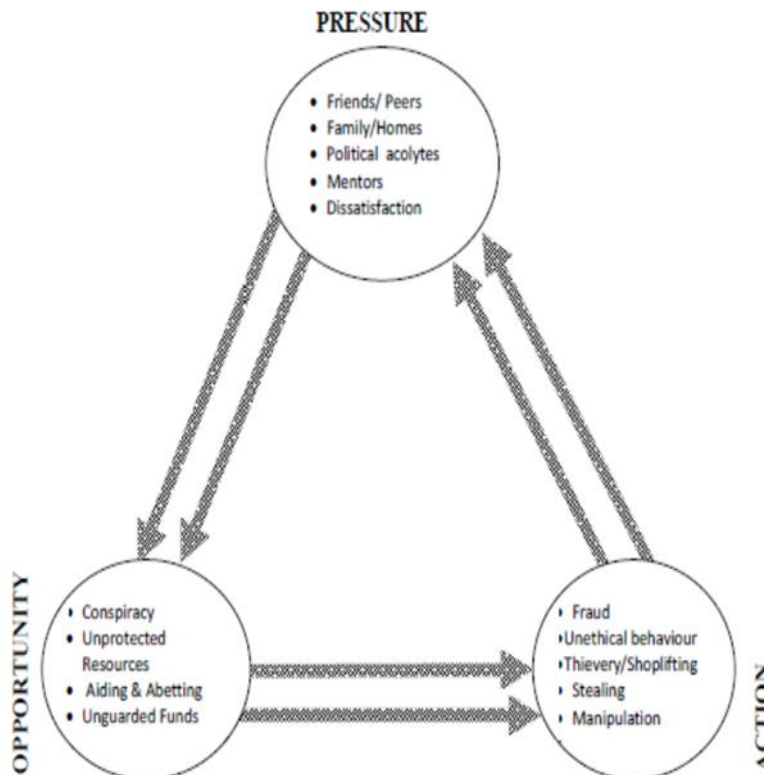 PRESSURE
• Friends/ Peers
• Family/Homes
• Political acolytes
• Mentors
• Dissatisfaction
OPPORTUNITY
• Conspiracy
• Unprotected
Resources
• Aiding & Abetting
• Unguarded Funds
• Fraud
• Unethical behaviour
• Thievery/Shoplifting
• Stealing
• Manipulation
ACTION